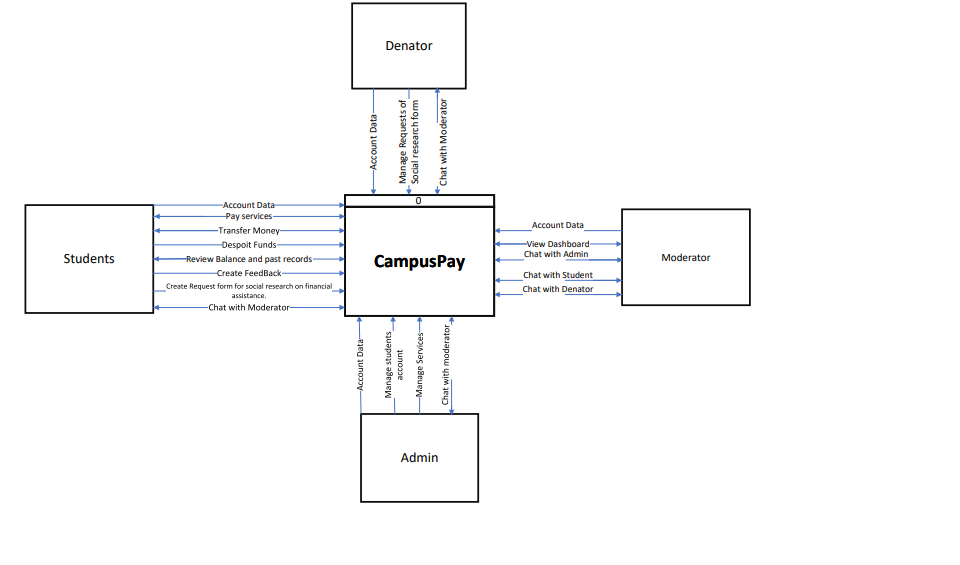 Denator
Account Data
Manage Requests of
Social research form
Chat with Moderator
0
CampusPay
Students
Account Data
Pay services
Transfer Money
Despoit Funds
Review Balance and past records
Create FeedBack
Create Request form for social research on financial
assistance.
Chat with Moderator
Account Data
View Dashboard
Chat with Admin
Chat with Student
Chat with Denator
Moderator
Account Data
Manage students
account
Manage Services
Chat with moderator
Admin